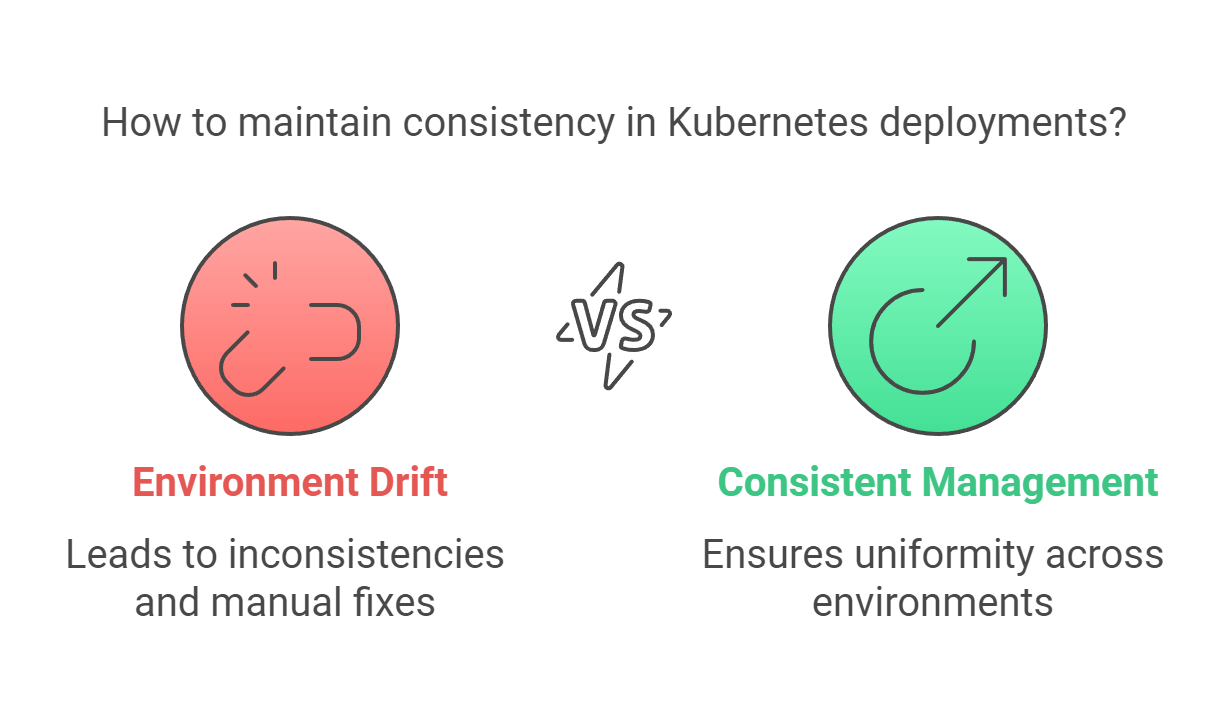 How to maintain consistency in Kubernetes deployments?
VS
Environment Drift
Leads to inconsistencies
and manual fixes
Consistent Management
Ensures uniformity across
environments